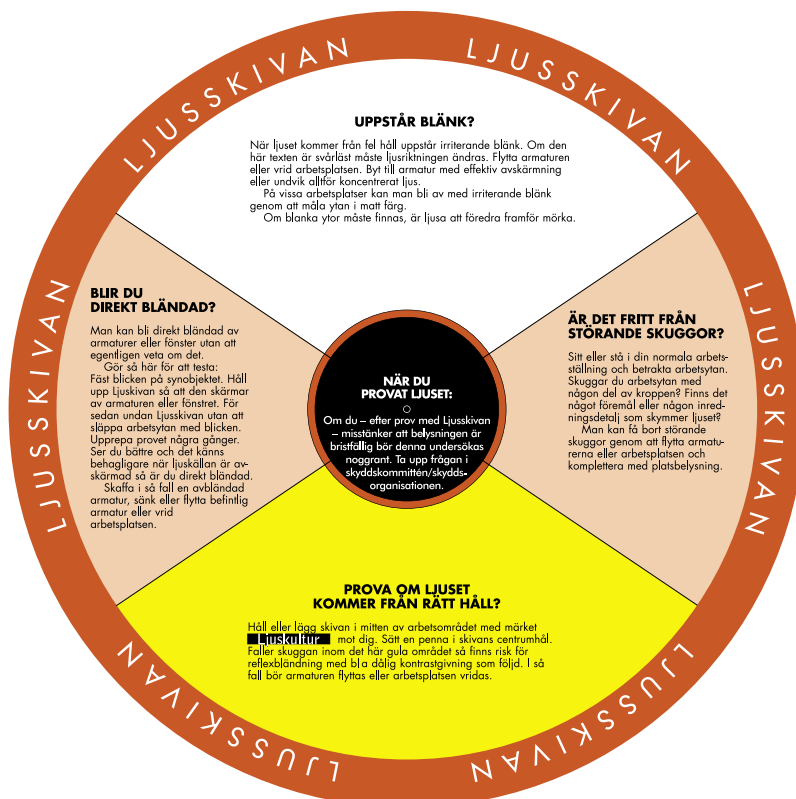 LJUSSKIVAN
LJUSSKIVAN
UPPSTÅR BLÄNK?
När ljuset kommer från fel håll uppstår irriterande blänk. Om den
här texten är svårläst måste ljusriktningen ändras. Flytta armaturen
eller vrid arbetsplatsen. Byt till armatur med effektiv avskärmning
eller undvik alltför koncentrerat ljus.
På vissa arbetsplatser kan man bli av med irriterande blänk
genom att måla ytan i matt färg.
Om blanka ytor måste finnas, är ljusa att föredra framför mörka.
LJUSSKIVAN
BLIR DU
DIREKT BLÄNDAD?
Man kan bli direkt bländad av
armaturer eller fönster utan att
egentligen veta om det.
Gör så här för att testa:
Fäst blicken på synobjektet. Håll
upp Ljuskivan så att den skärmar
av armaturen eller fönstret. För
sedan undan Ljusskivan utan att
släppa arbetsytan med blicken.
Upprepa provet några gånger.
Ser du bättre och det känns
behagligare när ljuskällan är av-
skärmad så är du direkt bländad.
Skaffa i så fall en avbländad
armatur, sänk eller flytta befintlig
armatur eller vrid
arbetsplatsen.
NÄR DU
PROVAT LJUSET:
Om du – efter prov med Ljusskivan
– misstänker att belysningen är
bristfällig bör denna undersökas
noggrant. Ta upp frågan i
skyddskommittén/skydds-
organisationen.
ÄR DET FRITT FRÅN
STÖRANDE SKUGGOR?
Sitt eller stå i din normala arbets-
ställning och betrakta arbetsytan.
Skuggar du arbetsytan med
någon del av kroppen? Finns det
något föremål eller någon inred-
ningsdetalj som skymmer ljuset?
Man kan få bort störande
skuggor genom att flytta armatu-
rerna eller arbetsplatsen och
komplettera med platsbelysning.
LJUSSKIVAN
PROVA OM LJUSET
KOMMER FRÅN RÄTT HÅLL?
Håll eller lägg skivan i mitten av arbetsområdet med märket
Ljuskultur mot dig. Sätt en penna i skivans centrumhål.
Faller skuggan inom det här gula området så finns risk för
reflexbländning med bl a dålig kontrastgivning som följd. I så
fall bör armaturen flyttas eller arbetsplatsen vridas.
LJUSSKIVAN
LJUSSKIVAN